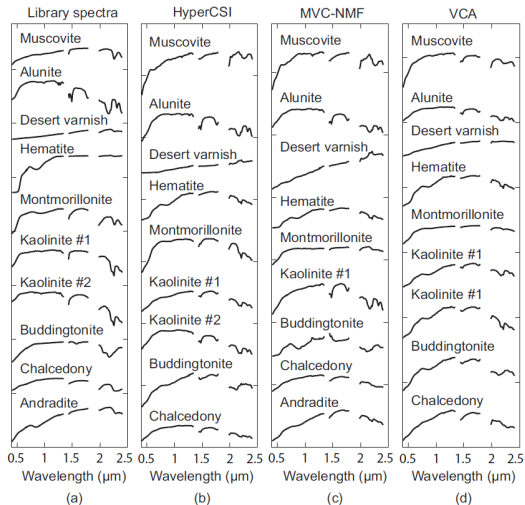 Library spectra
Muscovite
Alunite
Desert varnish
Hematite
Montmorillonite
Kaolinite #1
Kaolinite #2
Buddingtonite
Chalcedony
Andradite
0.5 1 1.5 2 2.5
Wavelength (µm)
(a)
HyperCSI
Muscovite
Alunite
Desert varnish
Hematite
Montmorillonite
Kaolinite #1
Kaolinite #2
Buddingtonite
Chalcedony
0.5 1 1.5 2 2.5
Wavelength (µm)
(b)
MVC-NMF
Muscovite
Alunite
Desert varnish
Hematite
Montmorillonite
Kaolinite #1
Buddingtonite
Chalcedony
Andradite
0.5 1 1.5 2 2.5
Wavelength (µm)
(c)
VCA
Muscovite
Alunite
Desert varnish
Hematite
Montmorillonite
Kaolinite #1
Kaolinite #1
Buddingtonite
Chalcedony
0.5 1 1.5 2 2.5
Wavelength (µm)
(d)